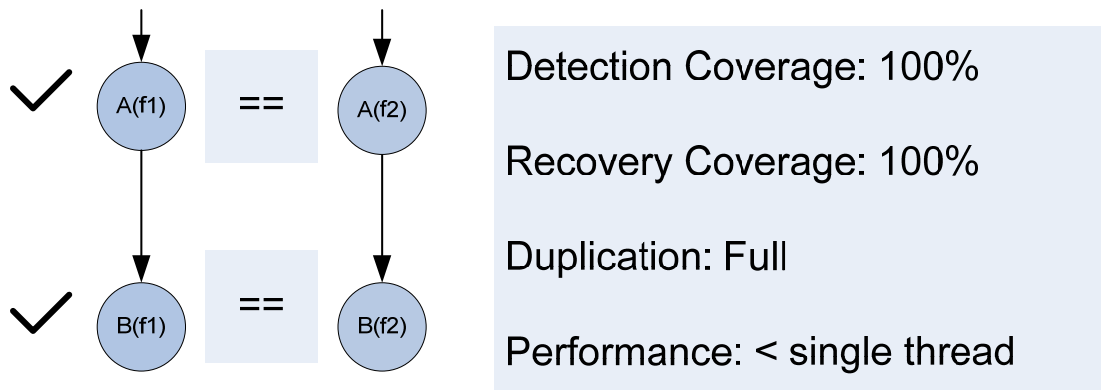 A(f1) == A(f2)
B(f1) == B(f2)
Detection Coverage: 100%
Recovery Coverage: 100%
Duplication: Full
Performance: < single thread